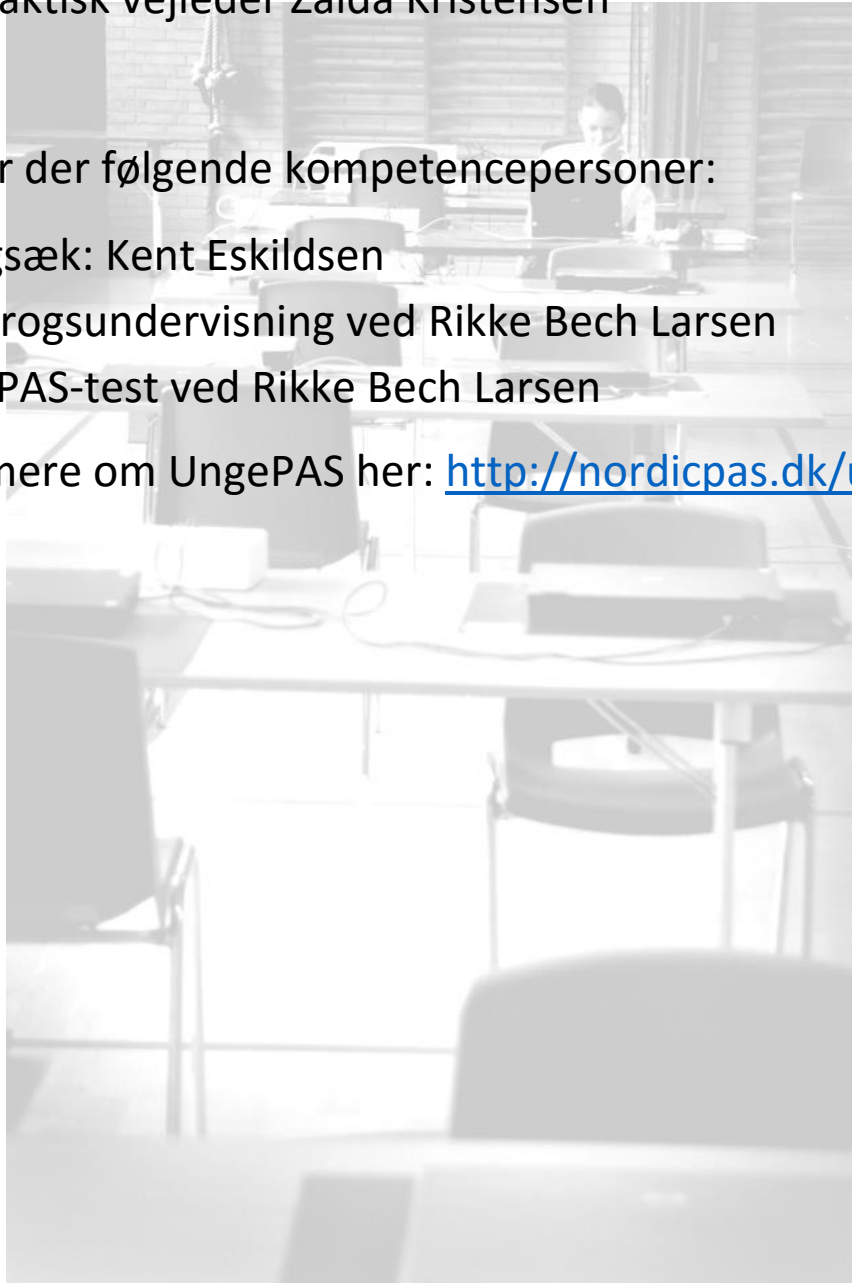 aktisk vejleder Zaida Kristensen
r der følgende kompetencepersoner:
gsæk: Kent Eskildsen
rogsundervisning ved Rikke Bech Larsen
PAS-test ved Rikke Bech Larsen
mere om UngePAS her: http://nordicpas.dk/u